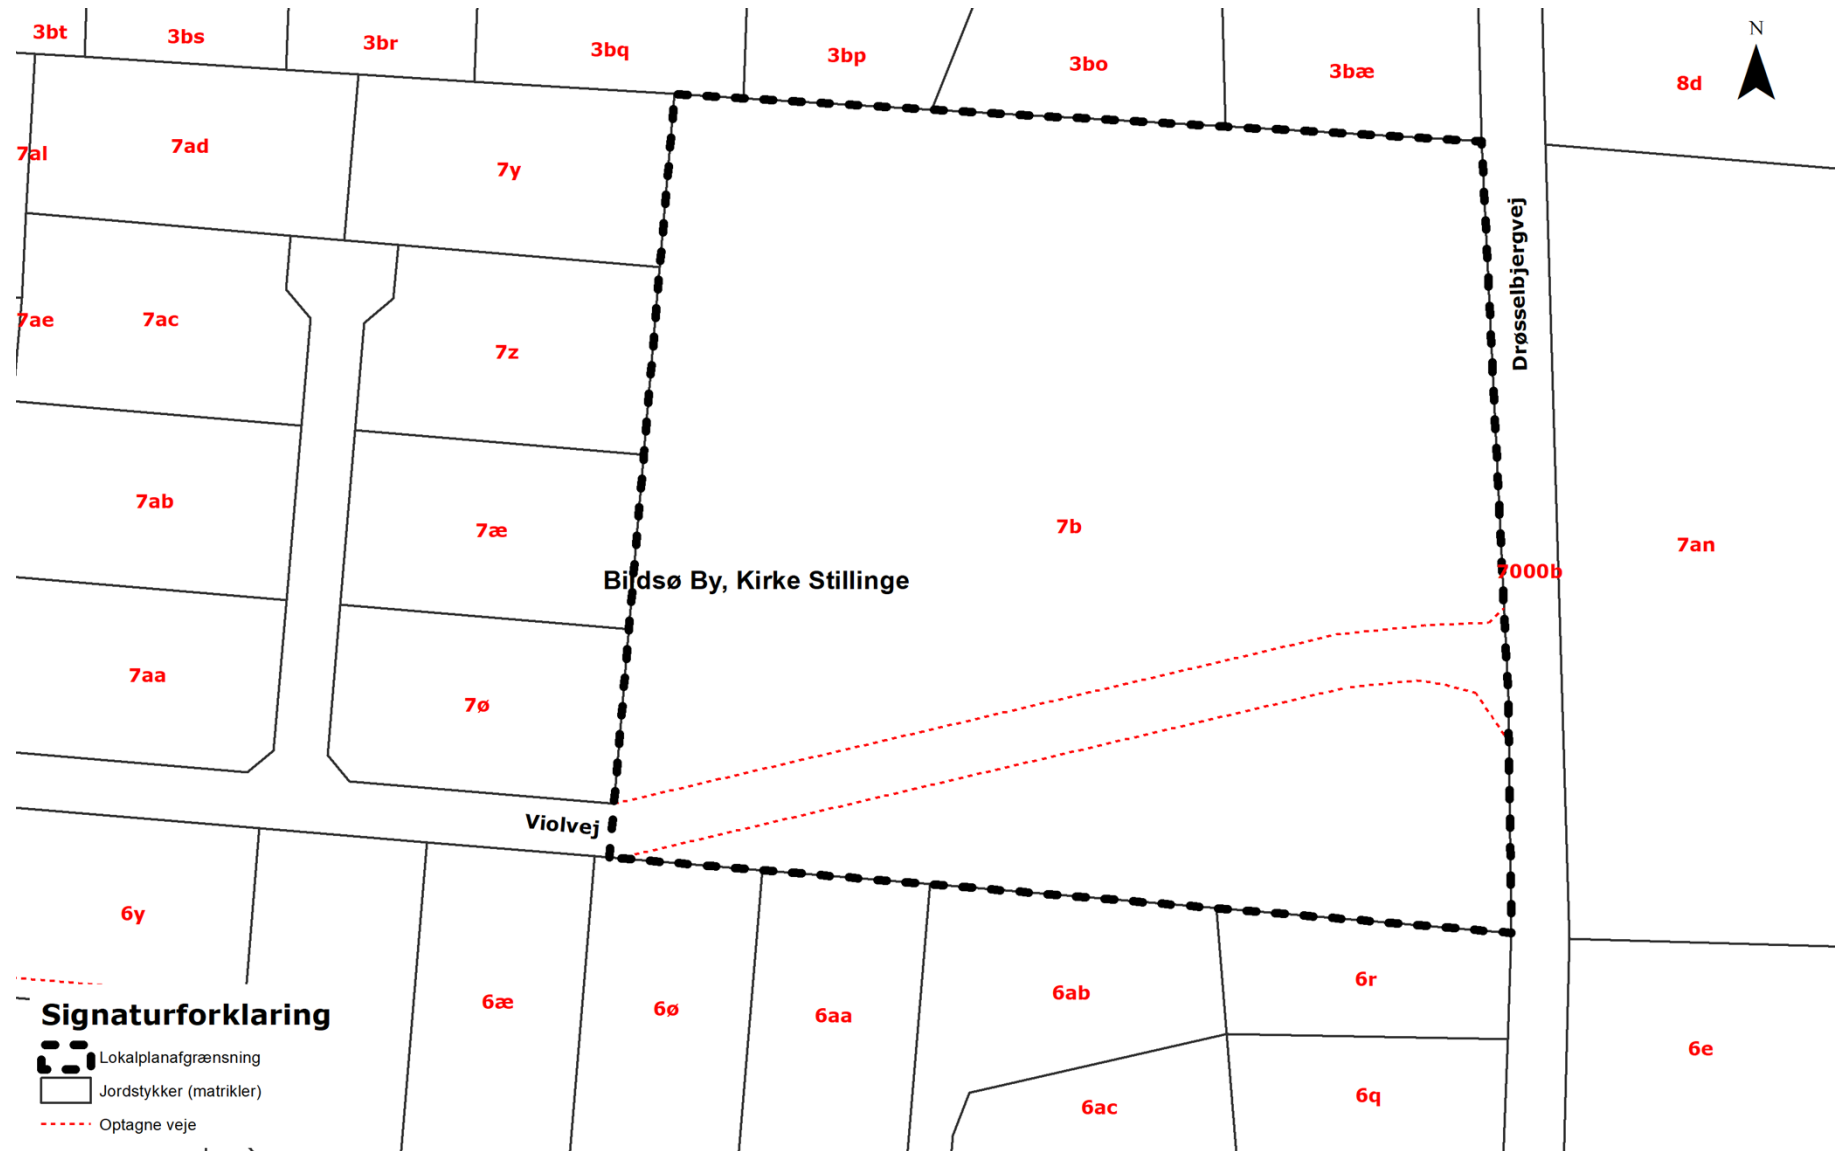 3bt
3bs
3br
3bq
3bp
3bo
3bæ
8d
N
7al
7ad
7y
Drøsselbjergvej
7ae
7ac
7z
7ab
7æ
7b
7an
Bildsø By, Kirke Stillinge
7000b
7aa
7ø
Violvej
6y
6æ
6ø
6aa
6ab
6r
6ac
6q
6e
Signaturforklaring
Lokalplanafgrænsning
Jordstykker (matrikler)
Optagne veje